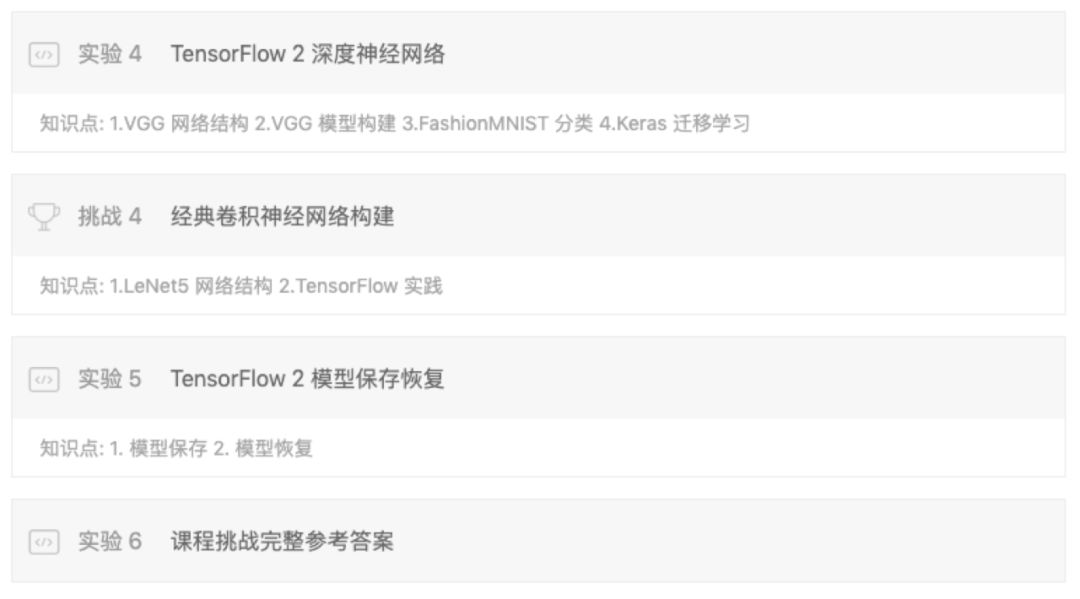 实验 4 TensorFlow 2 深度神经网络
知识点: 1.VGG 网络结构 2.VGG 模型构建 3.FashionMNIST 分类 4.Keras 迁移学习
挑战 4 经典卷积神经网络构建
知识点: 1.LeNet5 网络结构 2.TensorFlow 实践
实验 5 TensorFlow 2 模型保存恢复
知识点: 1. 模型保存 2. 模型恢复
实验 6 课程挑战完整参考答案